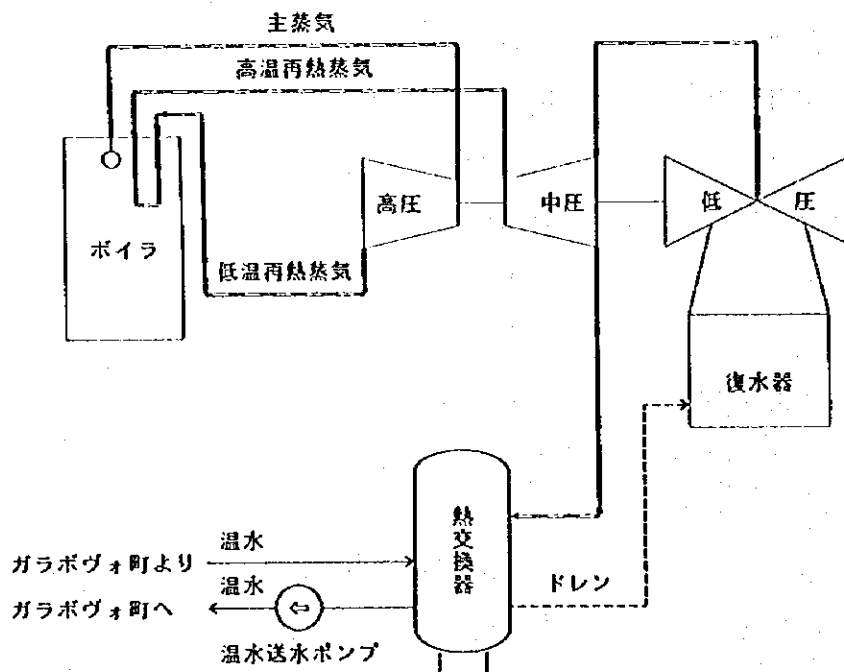 主蒸気
高温再熱蒸気
高圧
中圧
低 圧
ボイラ
低温再熱蒸気
復水器
熱交換器
ガラボヴォ町より
温水
ドレン
ガラボヴォ町へ
温水
温水送水ポンプ